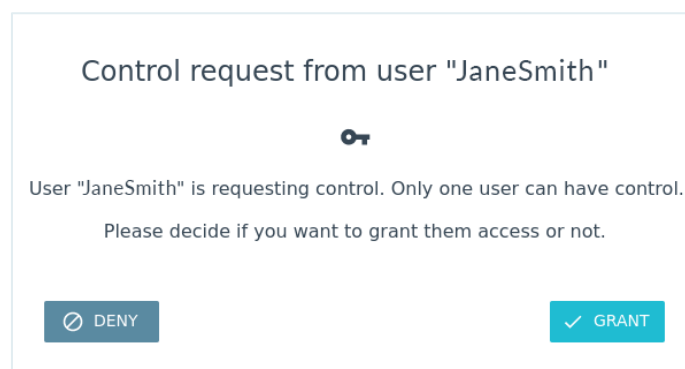 Control request from user "JaneSmith"
User "JaneSmith" is requesting control. Only one user can have control.
Please decide if you want to grant them access or not.
DENY
GRANT